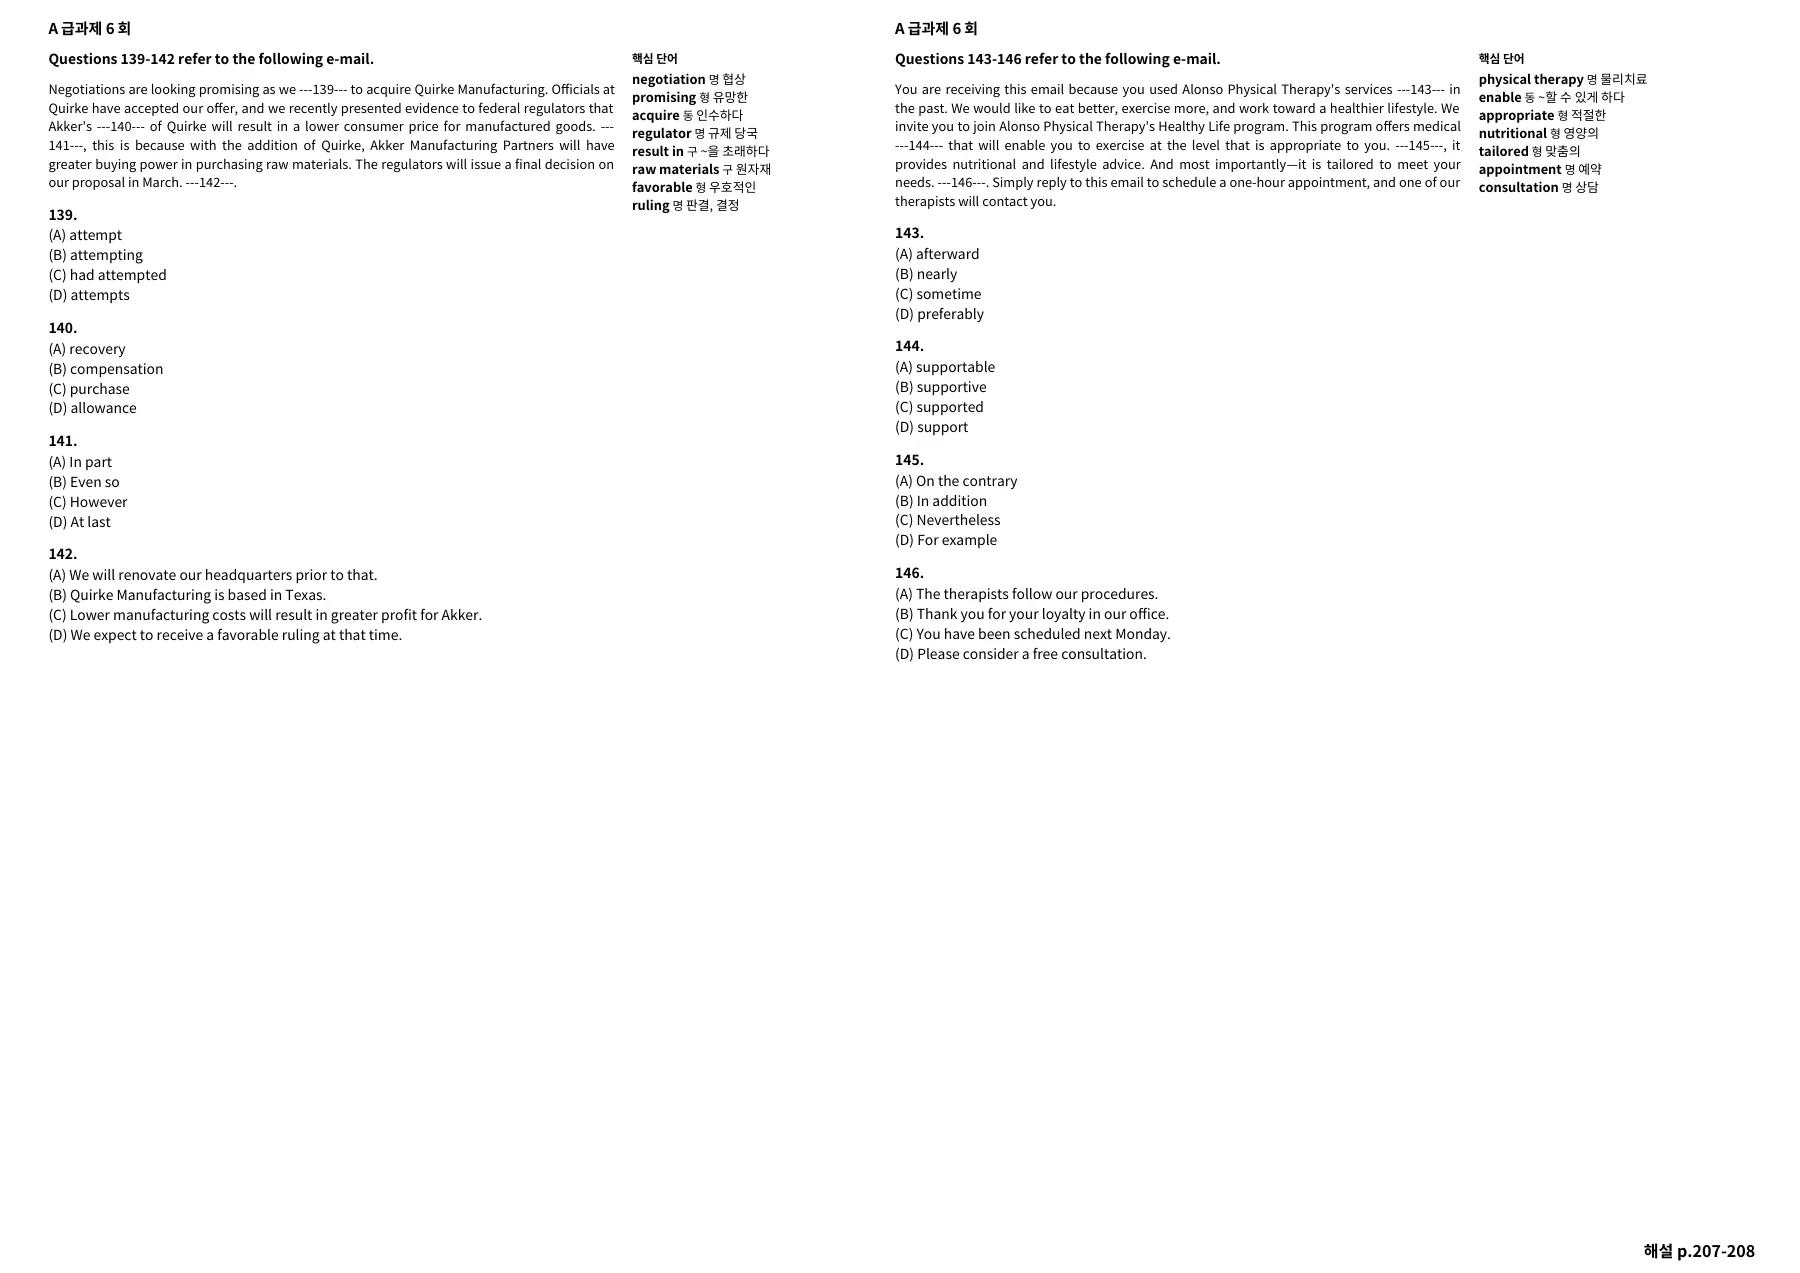 A 급과제 6 회
Questions 139-142 refer to the following e-mail.
Negotiations are looking promising as we ---139--- to acquire Quirke Manufacturing. Officials at
Quirke have accepted our offer, and we recently presented evidence to federal regulators that
Akker's ---140--- of Quirke will result in a lower consumer price for manufactured goods. ---
141---, this is because with the addition of Quirke, Akker Manufacturing Partners will have
greater buying power in purchasing raw materials. The regulators will issue a final decision on
our proposal in March. ---142---.
139.
(A) attempt
(B) attempting
(C) had attempted
(D) attempts
140.
(A) recovery
(B) compensation
(C) purchase
(D) allowance
141.
(A) In part
(B) Even so
(C) However
(D) At last
142.
(A) We will renovate our headquarters prior to that.
(B) Quirke Manufacturing is based in Texas.
(C) Lower manufacturing costs will result in greater profit for Akker.
(D) We expect to receive a favorable ruling at that time.
핵심 단어
negotiation 명 협상
promising 형 유망한
acquire 동 인수하다
regulator 명 규제 당국
result in 구 ~을 초래하다
raw materials 구 원자재
favorable 형 우호적인
ruling 명 판결, 결정
A 급과제 6 회
Questions 143-146 refer to the following e-mail.
You are receiving this email because you used Alonso Physical Therapy's services ---143--- in
the past. We would like to eat better, exercise more, and work toward a healthier lifestyle. We
invite you to join Alonso Physical Therapy's Healthy Life program. This program offers medical
---144--- that will enable you to exercise at the level that is appropriate to you. ---145---, it
provides nutritional and lifestyle advice. And most importantly—it is tailored to meet your
needs. ---146---. Simply reply to this email to schedule a one-hour appointment, and one of our
therapists will contact you.
143.
(A) afterward
(B) nearly
(C) sometime
(D) preferably
144.
(A) supportable
(B) supportive
(C) supported
(D) support
145.
(A) On the contrary
(B) In addition
(C) Nevertheless
(D) For example
146.
(A) The therapists follow our procedures.
(B) Thank you for your loyalty in our office.
(C) You have been scheduled next Monday.
(D) Please consider a free consultation.
핵심 단어
physical therapy 명 물리치료
enable 동 ~할 수 있게 하다
appropriate 형 적절한
nutritional 형 영양의
tailored 형 맞춤의
appointment 명 예약
consultation 명 상담
해설 p.207-208